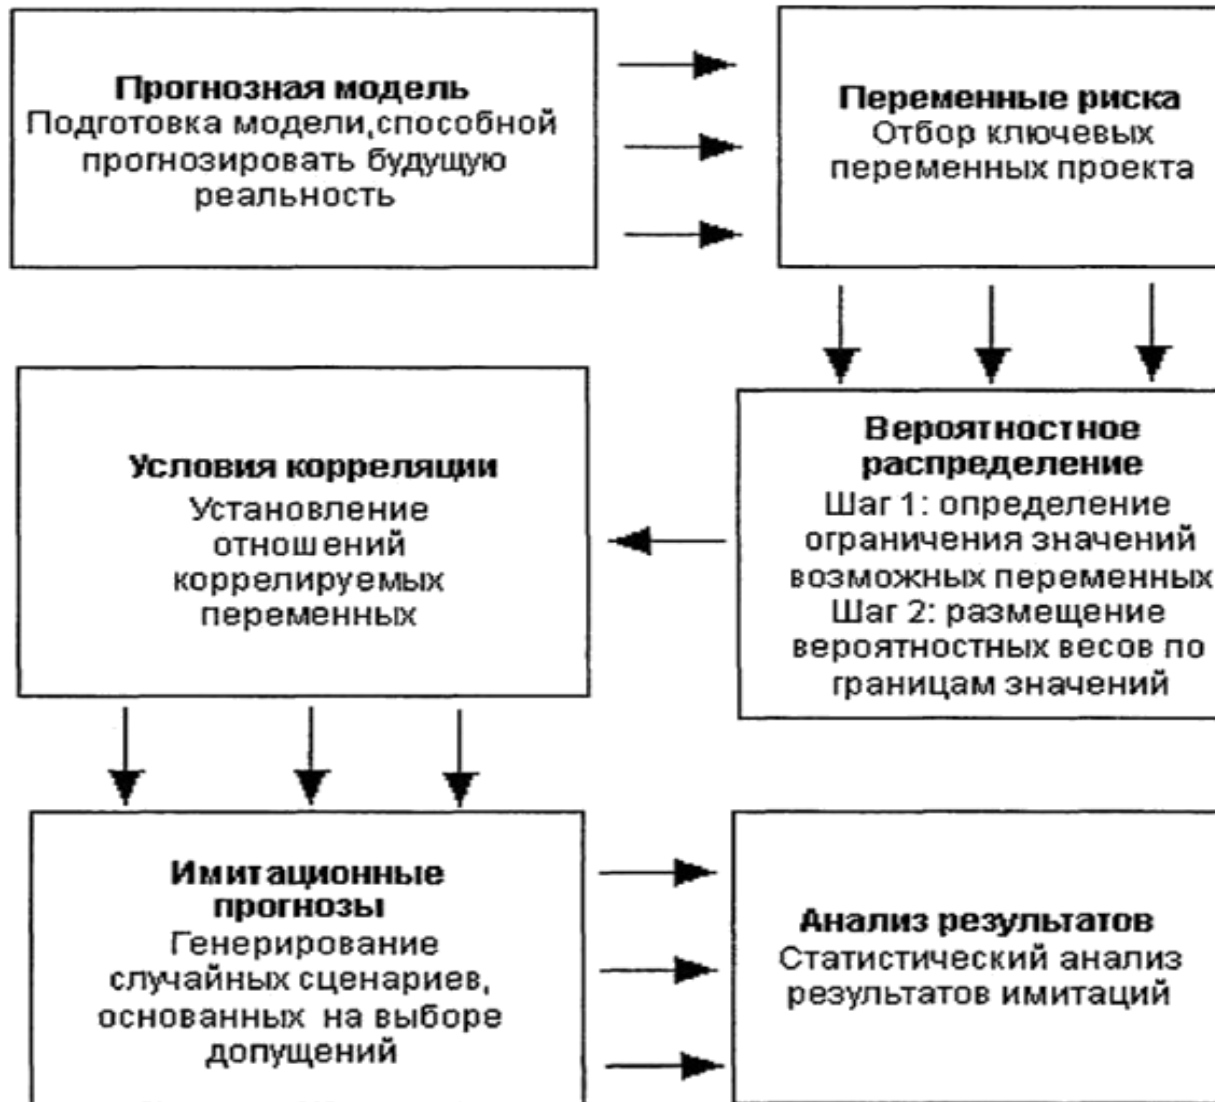 Прогнозная модель
Подготовка модели,способной
прогнозировать будущую
реальность
Переменные риска
Отбор ключевых
переменных проекта
Вероятностное
распределение
Шаг 1: определение
ограничения значений
возможных переменных
Шаг 2: размещение
вероятностных весов по
границам значений
Условия корреляции
Установление
отношений
коррелируемых
переменных
Имитационные
прогнозы
Генерирование
случайных сценариев,
основанных на выборе
допущений
Анализ результатов
Статистический анализ
результатов имитаций